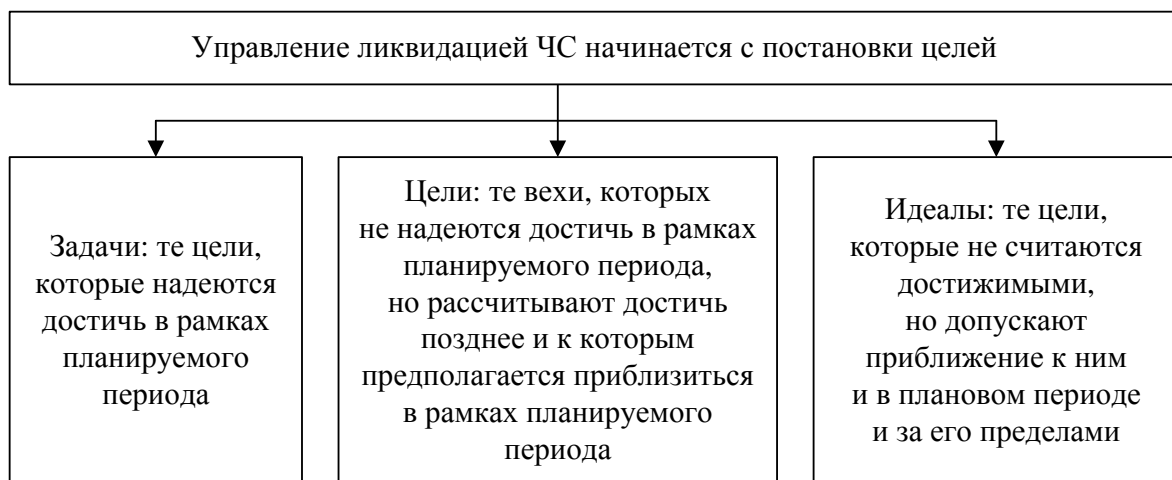 Управление ликвидацией ЧС начинается с постановки целей
Задачи: те цели,
которые надеются
достичь в рамках
планируемого
периода
Цели: те вехи, которых
не надеются достичь в рамках
планируемого периода,
но рассчитывают достичь
позднее и к которым
предполагается приблизиться
в рамках планируемого
периода
Идеалы: те цели,
которые не считаются
достижимыми,
но допускают
приближение к ним
и в плановом периоде
и за его пределами